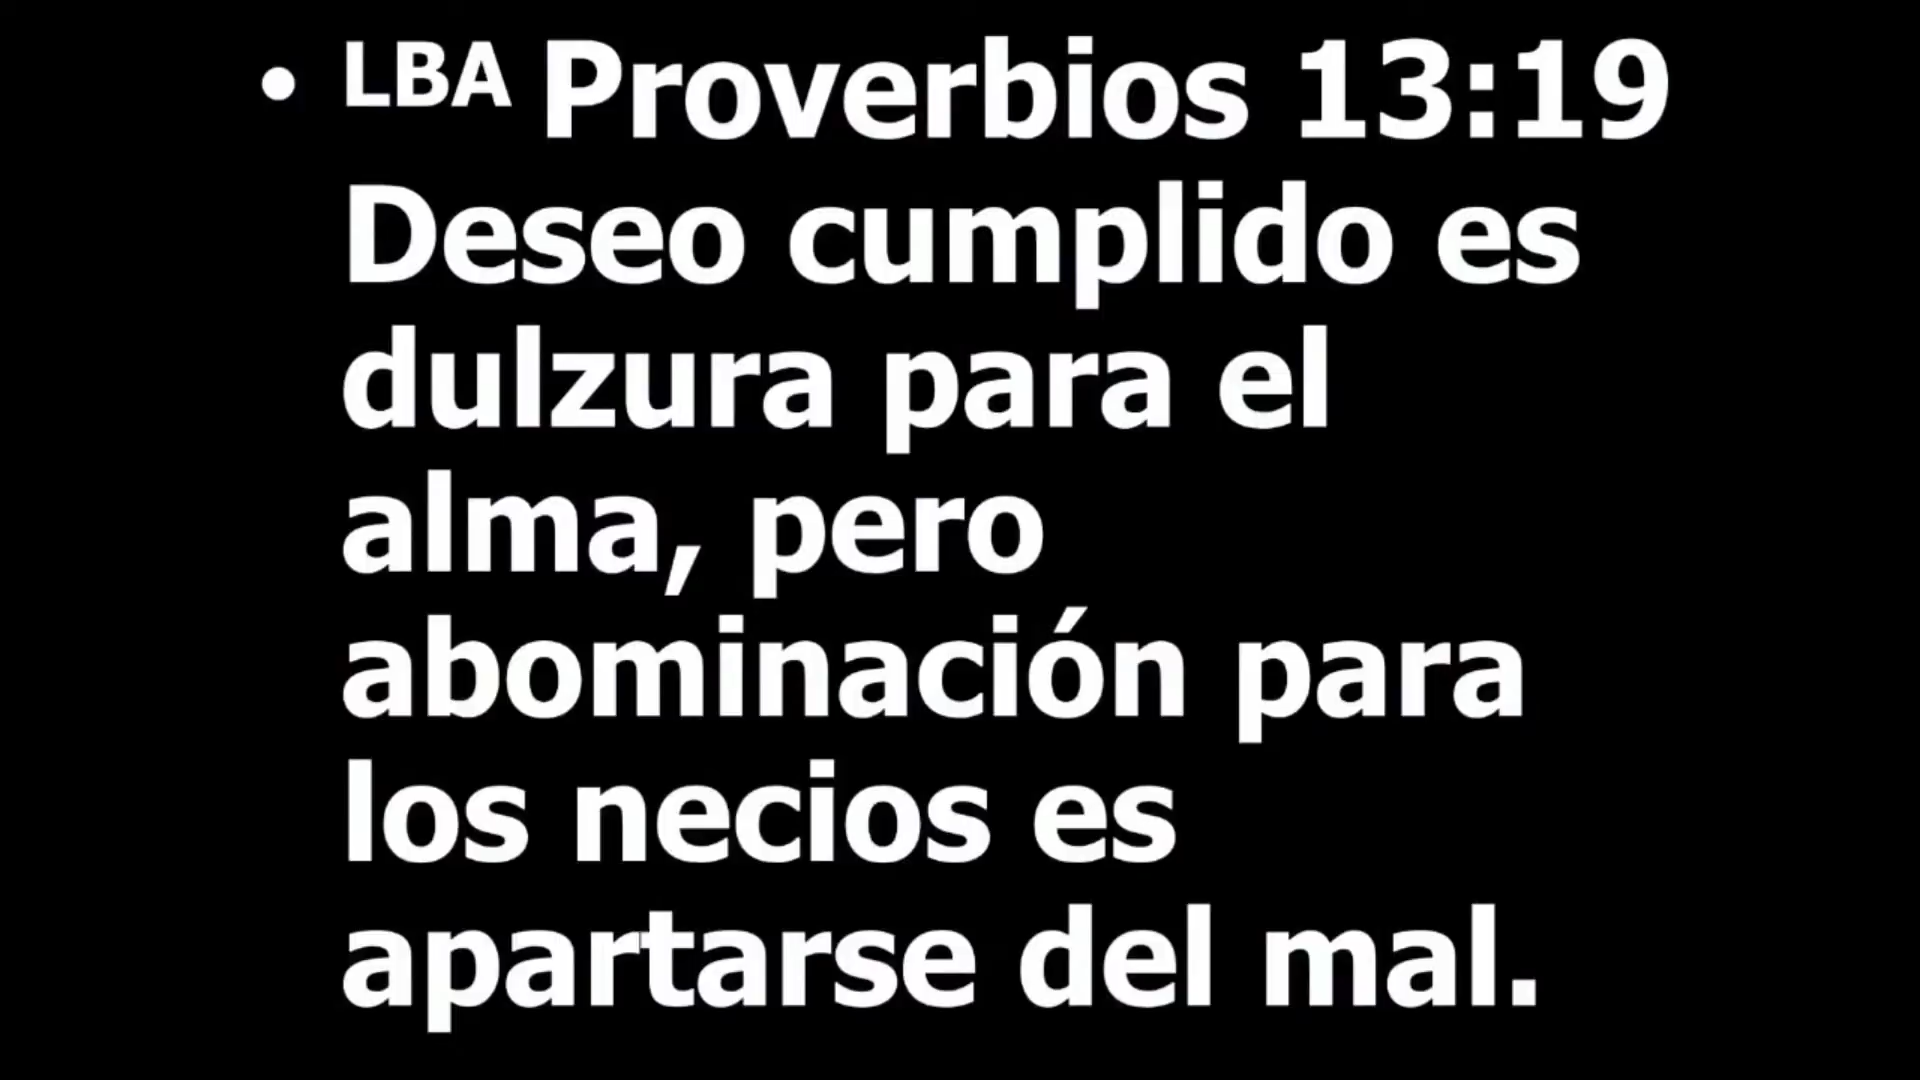 • LBA Proverbios 13:19
Deseo cumplido es
dulzura para el
alma, pero
abominación para
los necios es
apartarse del mal.